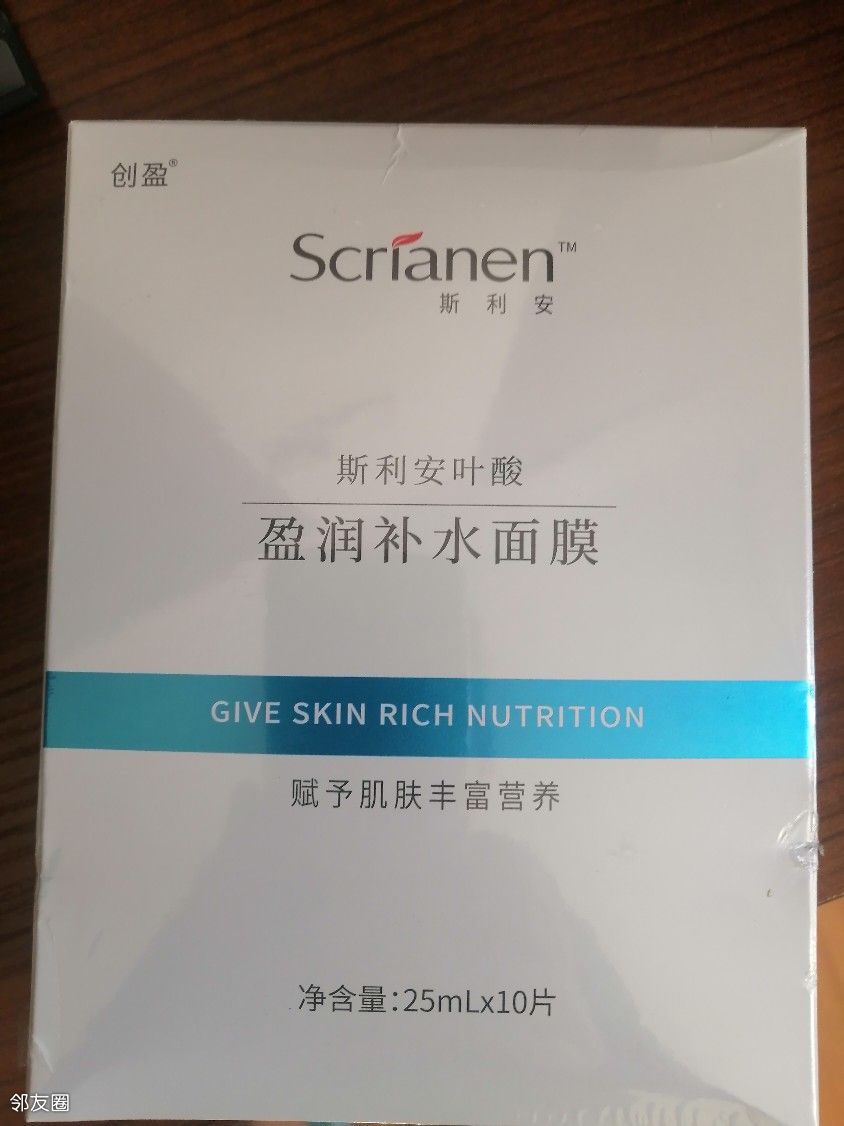 创盈®
Scrianen™
斯利安
斯利安叶酸
盈润补水面膜
GIVE SKIN RICH NUTRITION
赋予肌肤丰富营养
净含量:25mLx10片
邻友圈